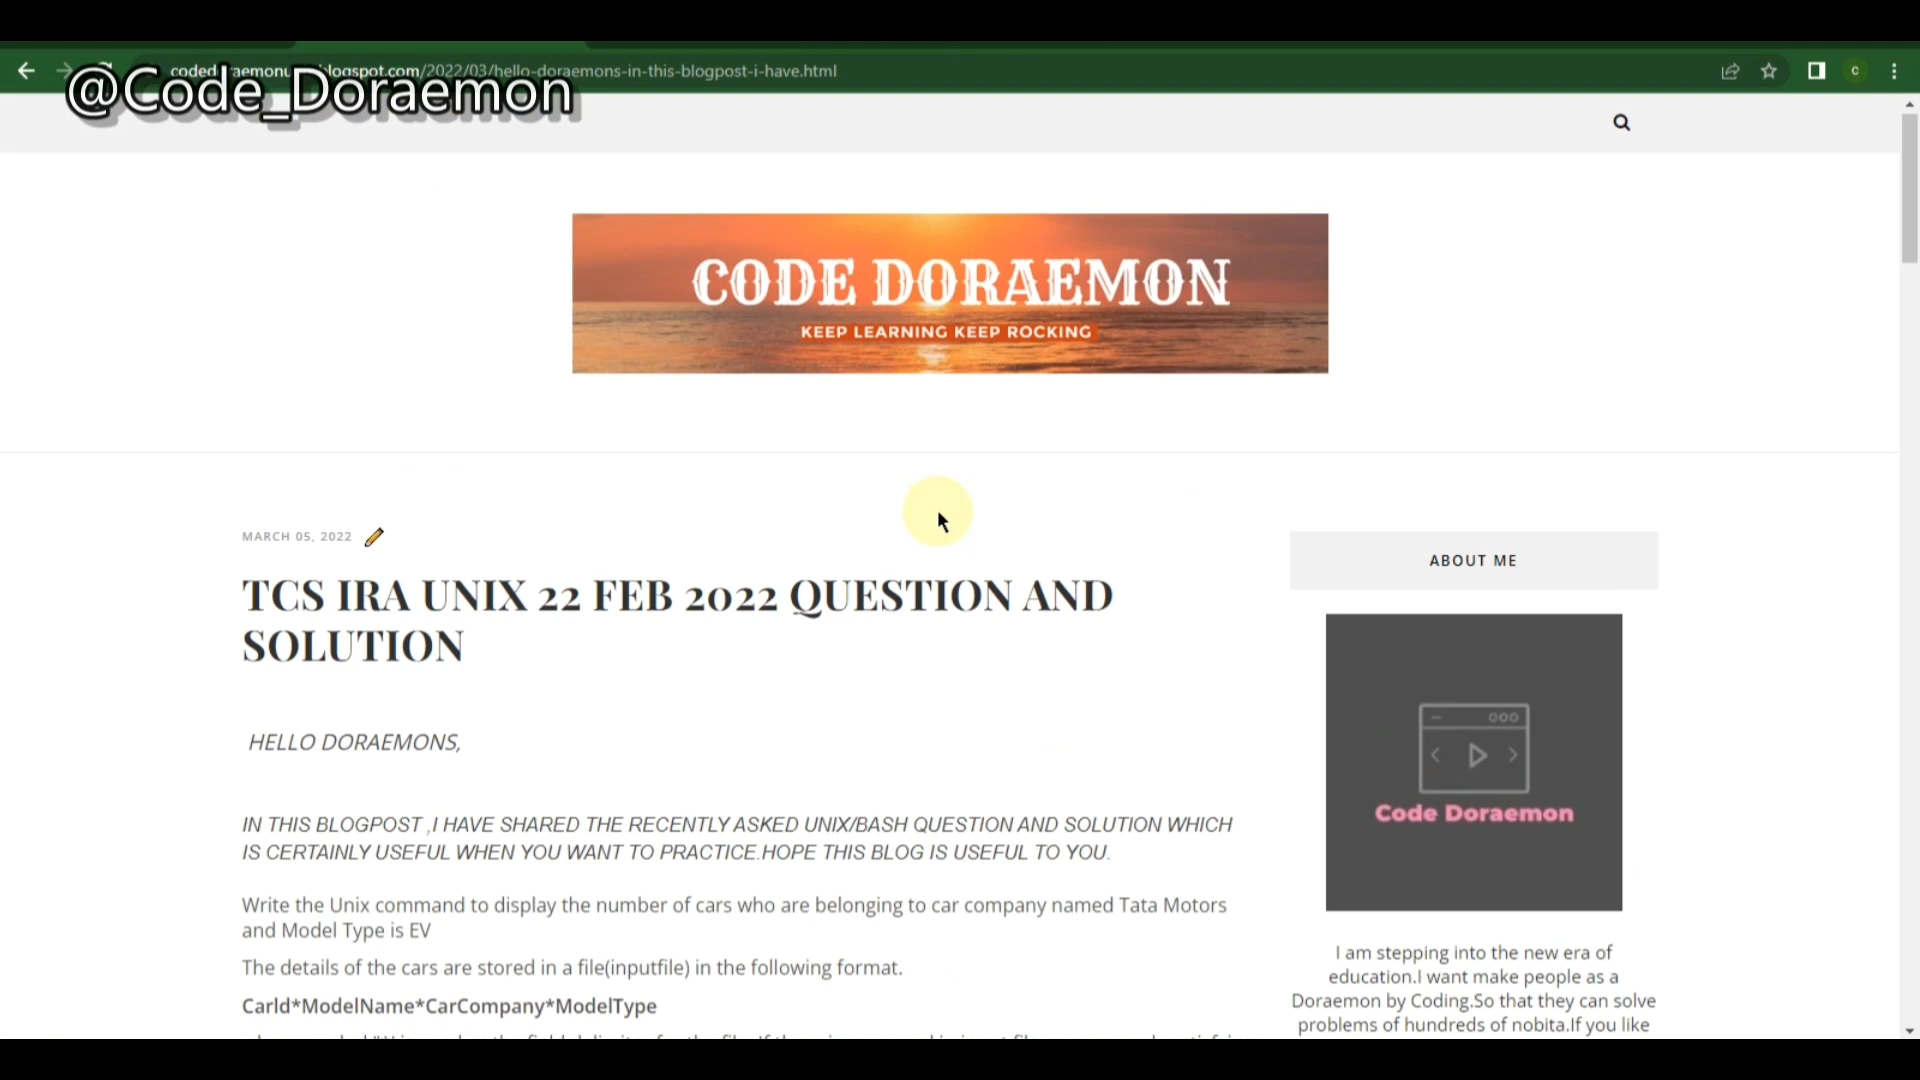 @Code_Doraemon
/2022/03/hello-doraemons-in-this-blogpost-i-have.html
c
CODE DORAEMON
KEEP LEARNING KEEP ROCKING
MARCH 05, 2022
TCS IRA UNIX 22 FEB 2022 QUESTION AND
SOLUTION
HELLO DORAEMONS,
IN THIS BLOGPOST ,I HAVE SHARED THE RECENTLY ASKED UNIX/BASH QUESTION AND SOLUTION WHICH
IS CERTAINLY USEFUL WHEN YOU WANT TO PRACTICE.HOPE THIS BLOG IS USEFUL TO YOU.
Write the Unix command to display the number of cars who are belonging to car company named Tata Motors
and Model Type is EV
The details of the cars are stored in a file(inputfile) in the following format.
CarId*ModelName*CarCompany*ModelType
ABOUT ME
Code Doraemon
I am stepping into the new era of
education.I want make people as a
Doraemon by Coding.So that they can solve
problems of hundreds of nobita.If you like